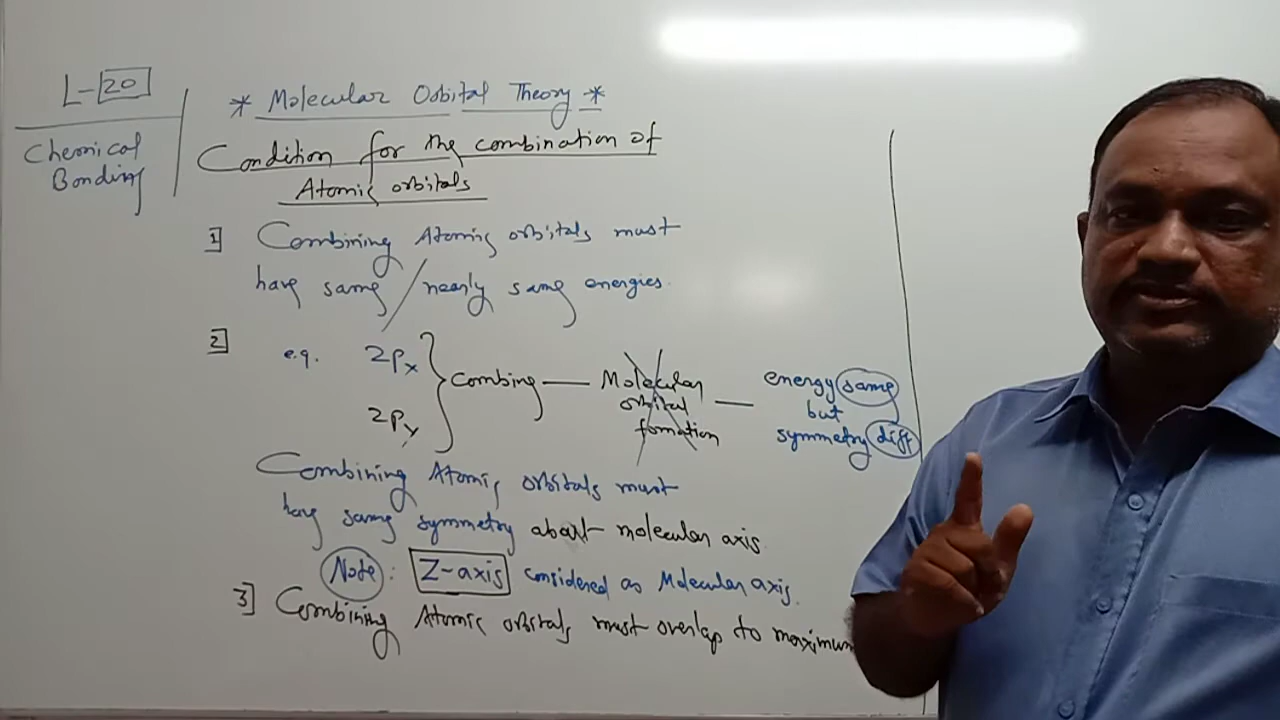 L-20
Chemical
Bonding
* Molecular Orbital Theory *
Condition for the combination of
Atomic orbitals
1] Combining Atomic orbitals must
have same / nearly same energies.
2] e.g. 2px
2py
} Combing — Molecular
orbital
formation
— energy same
but
symmetry diff
Combining Atomic orbitals must
have same symmetry about molecular axis
Note : Z-axis considered as Molecular axis.
3] Combining Atomic orbitals must overlap to maximum